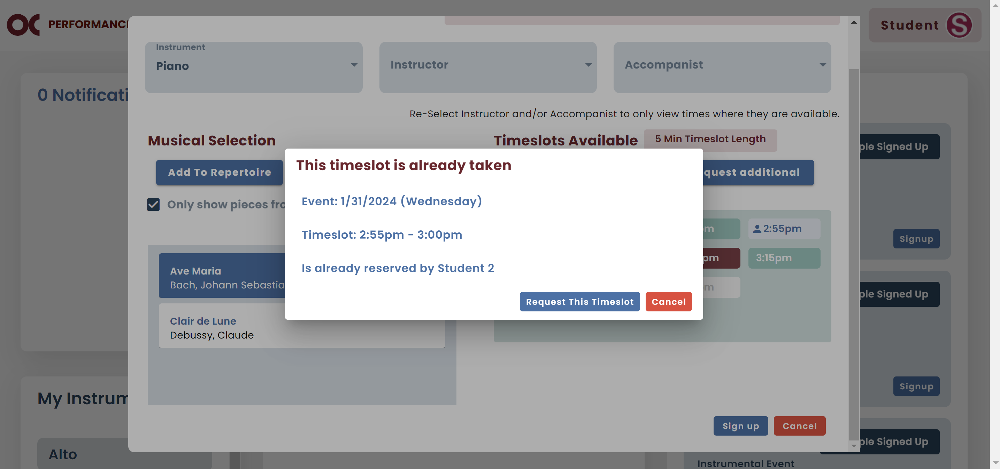 OC PERFORMANC
Student S
Instrument
Piano
Instructor
Accompanist
0 Notificati
Re-Select Instructor and/or Accompanist to only view times where they are available.
Musical Selection
Timeslots Available
5 Min Timeslot Length
ple Signed Up
Add To Repertoire
quest additional
This timeslot is already taken
Only show pieces fro
Event: 1/31/2024 (Wednesday)
Timeslot: 2:55pm - 3:00pm
Is already reserved by Student 2
m
2:55pm
Signup
pm
3:15pm
m
Ave Maria
Bach, Johann Sebastia
Request This Timeslot
Cancel
ple Signed Up
Clair de Lune
Debussy, Claude
Signup
My Instrum
Sign up
Cancel
ple Signed Up
Alto
Instrumental Event